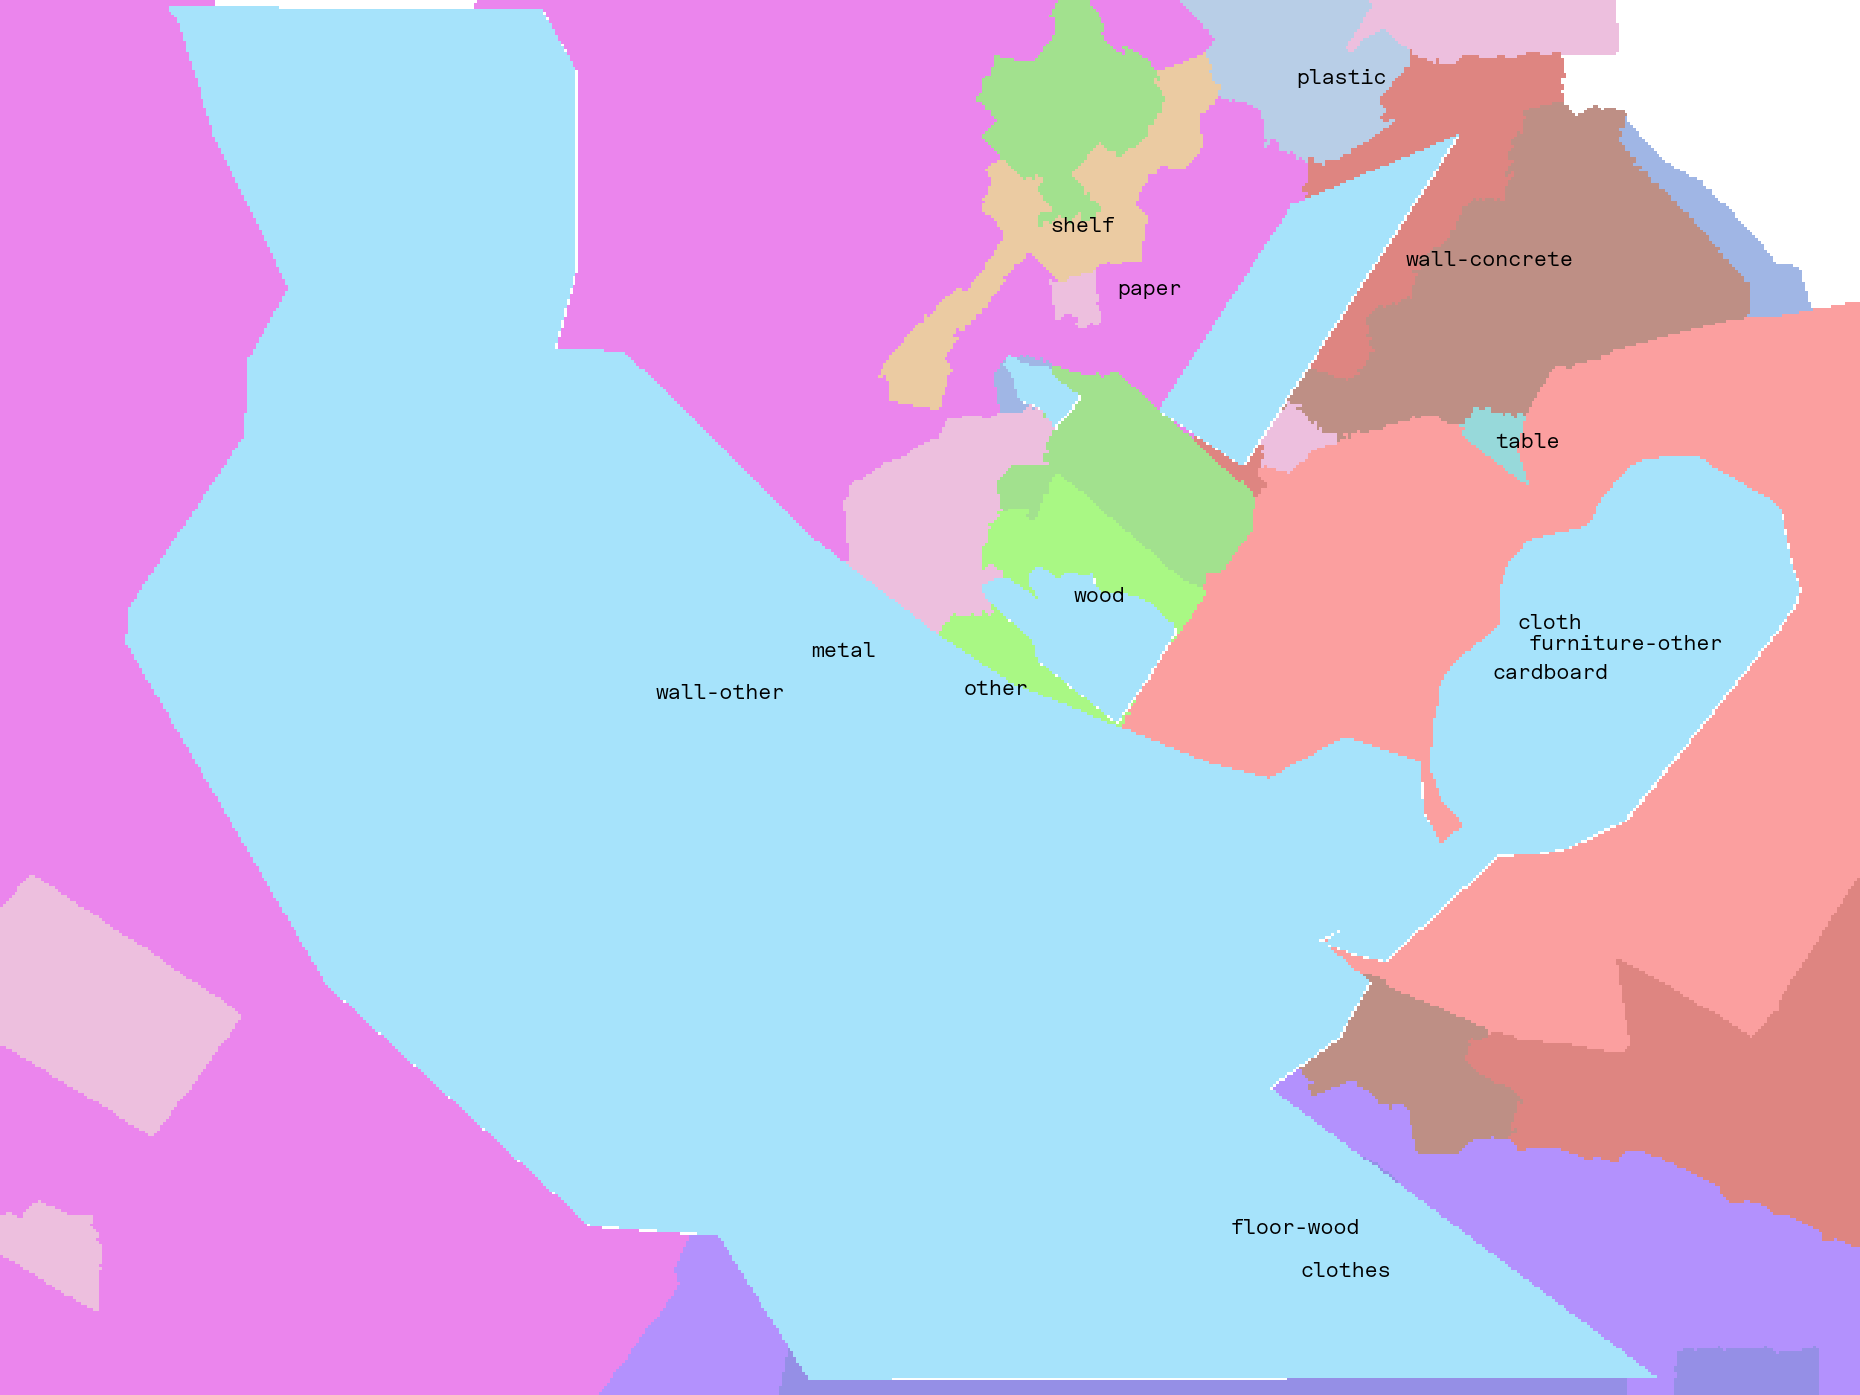 plastic
shelf
wall-concrete
paper
table
wood
cloth
furniture-other
metal
cardboard
other
wall-other
floor-wood
clothes